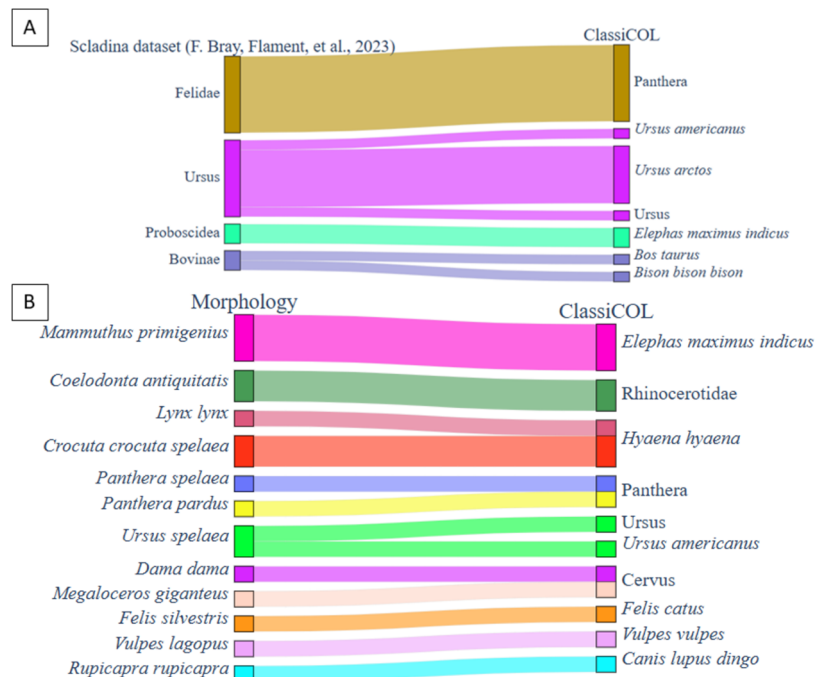 A
Scladina dataset (F. Bray, Flament, et al., 2023)
ClassiCOL
Felidae
Panthera
Ursus americanus
Ursus
Ursus arctos
Ursus
Proboscidea
Elephas maximus indicus
Bovinae
Bos taurus
Bison bison bison
B
Morphology
ClassiCOL
Mammuthus primigenius
Elephas maximus indicus
Coelodonta antiquitatis
Rhinocerotidae
Lynx lynx
Hyaena hyaena
Crocuta crocuta spelaea
Panthera spelaea
Panthera
Panthera pardus
Ursus
Ursus spelaea
Ursus americanus
Dama dama
Cervus
Megaloceros giganteus
Felis catus
Felis silvestris
Vulpes vulpes
Vulpes lagopus
Canis lupus dingo
Rupicapra rupicapra